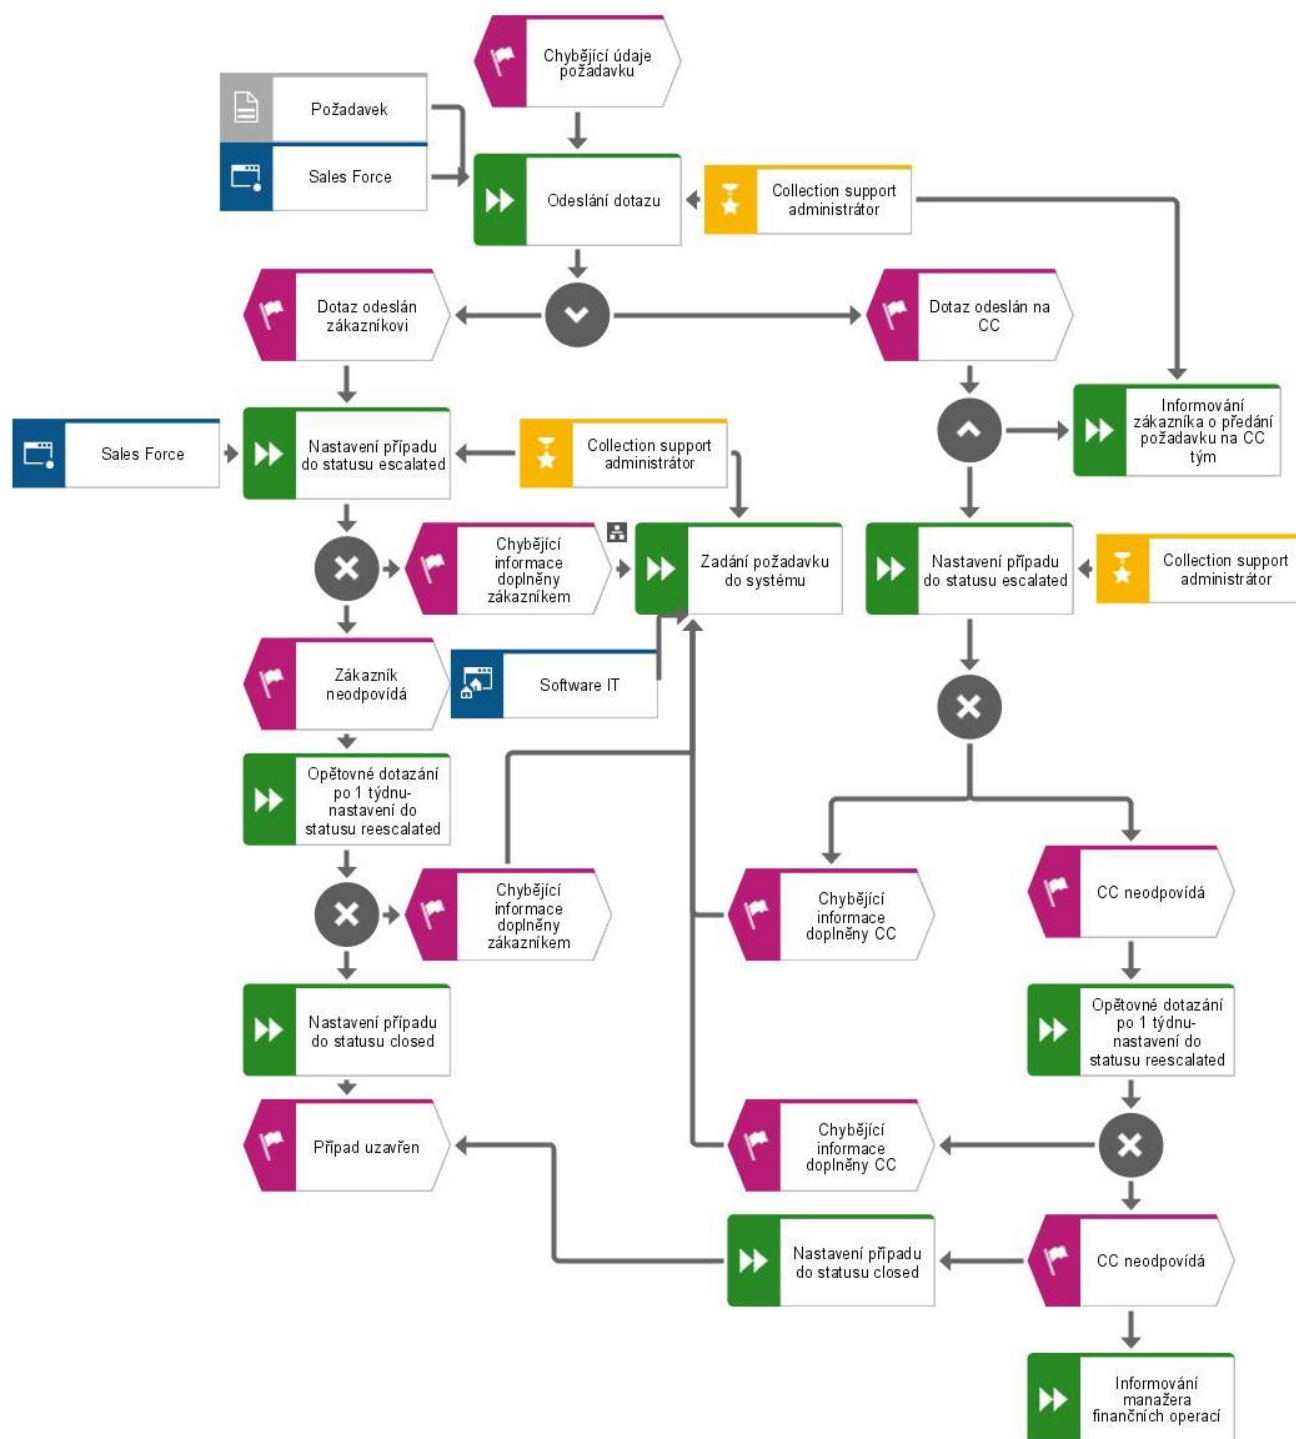 Chybějící údaje
požadavku
Požadavek
Sales Force
Odeslání dotazu
Collection support
administrátor
Dotaz odeslán
zákazníkovi
Dotaz odeslán na
CC
Sales Force
Nastavení případu
do statusu escalated
Collection support
administrátor
Informování
zákazníka o předání
požadavku na CC
tým
Chybějící
informace
doplněny
zákazníkem
Zadání požadavku
do systému
Nastavení případu
do statusu escalated
Collection support
administrátor
Zákazník
neodpovídá
Software IT
Opětovné dotazání
po 1 týdnu-
nastavení do
statusu reescalated
Chybějící
informace
doplněny
zákazníkem
Chybějící
informace
doplněny CC
CC neodpovídá
Nastavení případu
do statusu closed
Opětovné dotazání
po 1 týdnu-
nastavení do
statusu reescalated
Případ uzavřen
Chybějící
informace
doplněny CC
Nastavení případu
do statusu closed
CC neodpovídá
Informování
manažera
finančních operací